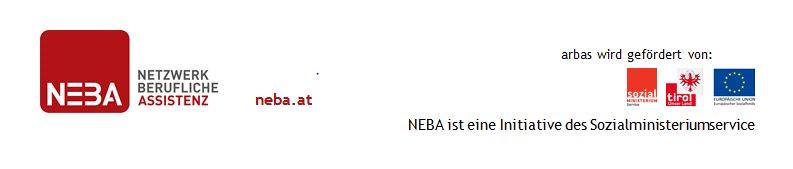 NEBA
NETZWERK
BERUFLICHE
ASSISTENZ
neba.at
arbas wird gefördert von:
sozial
MINISTERIUM
Service
tirol
Unser Land
EUROPÄISCHE UNION
Europäischer Sozialfonds
NEBA ist eine Initiative des Sozialministeriumservice